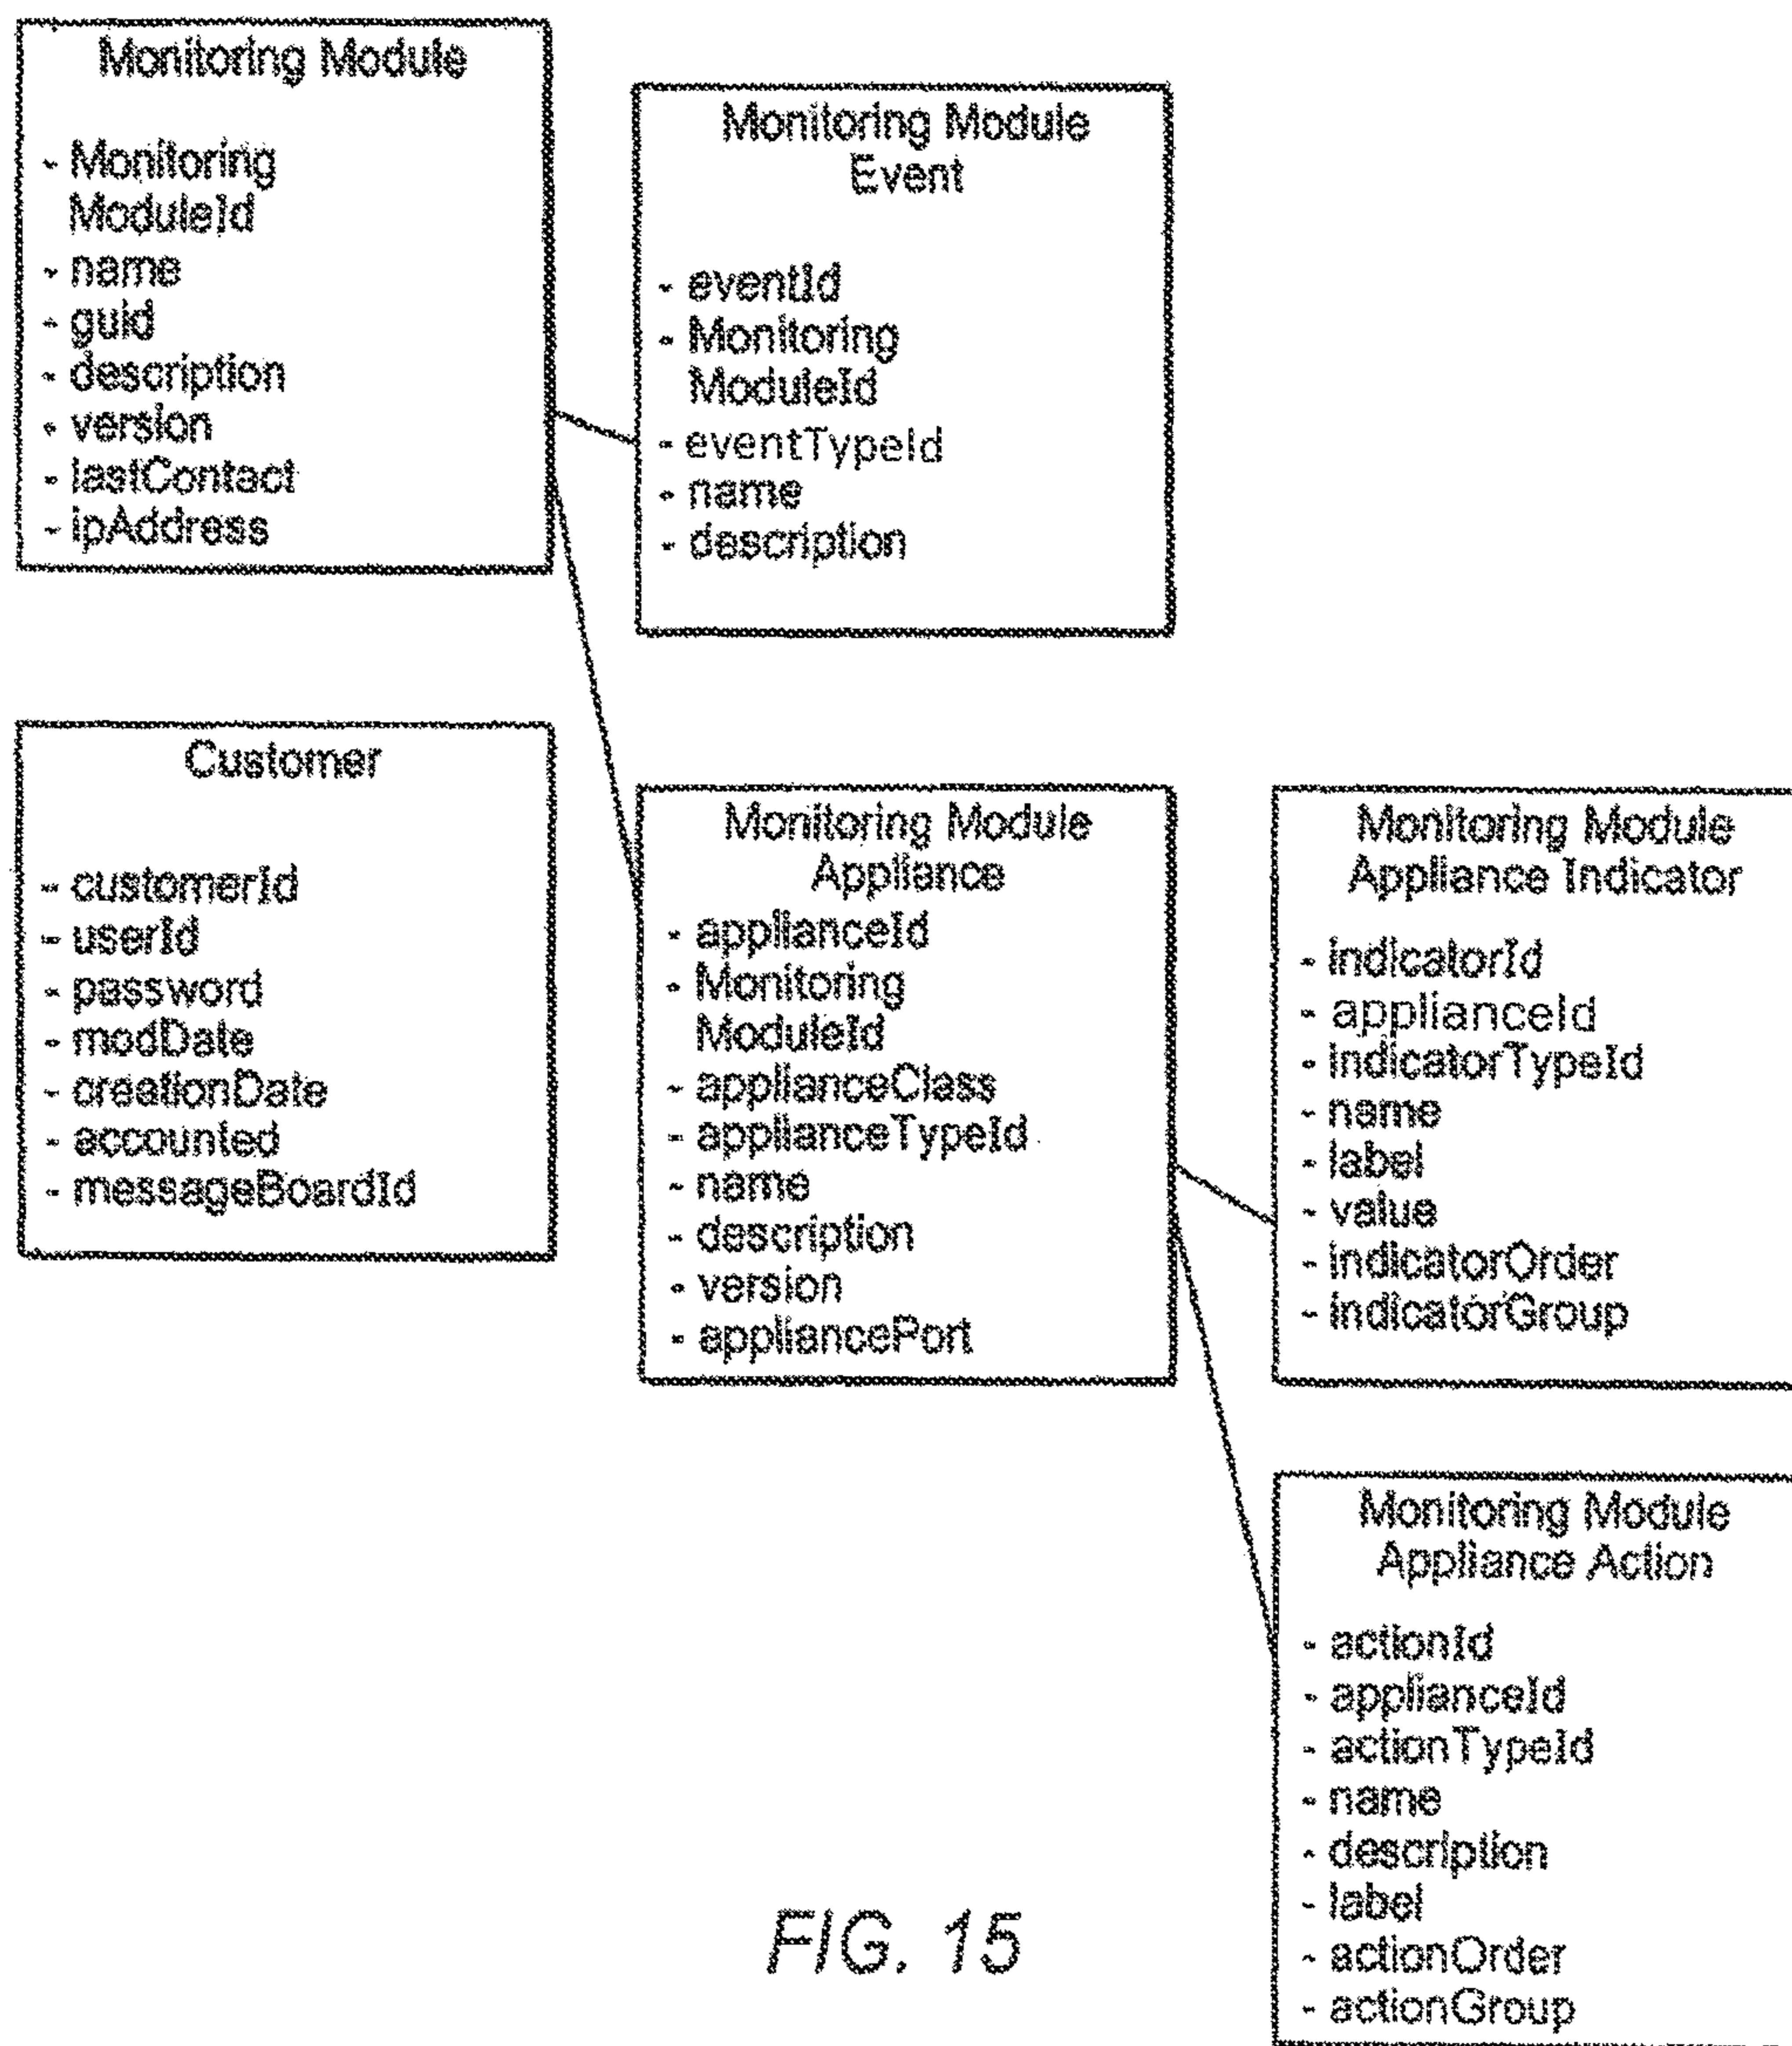 Monitoring Module
- Monitoring
ModuleId
- name
- guid
- description
- version
- lastContact
- ipAddress
Monitoring Module
Event
- eventId
- Monitoring
ModuleId
- eventTypeId
- name
- description
Customer
- customerId
- userId
- password
- modDate
- creationDate
- accounted
- messageBoardId
Monitoring Module
Appliance
- applianceId
- Monitoring
ModuleId
- applianceClass
- applianceTypeId
- name
- description
- version
- appliancePort
Monitoring Module
Appliance Indicator
- indicatorId
- applianceId
- indicatorTypeId
- name
- label
- value
- indicatorOrder
- indicatorGroup
Monitoring Module
Appliance Action
- actionId
- applianceId
- actionTypeId
- name
- description
- label
- actionOrder
- actionGroup
FIG. 15